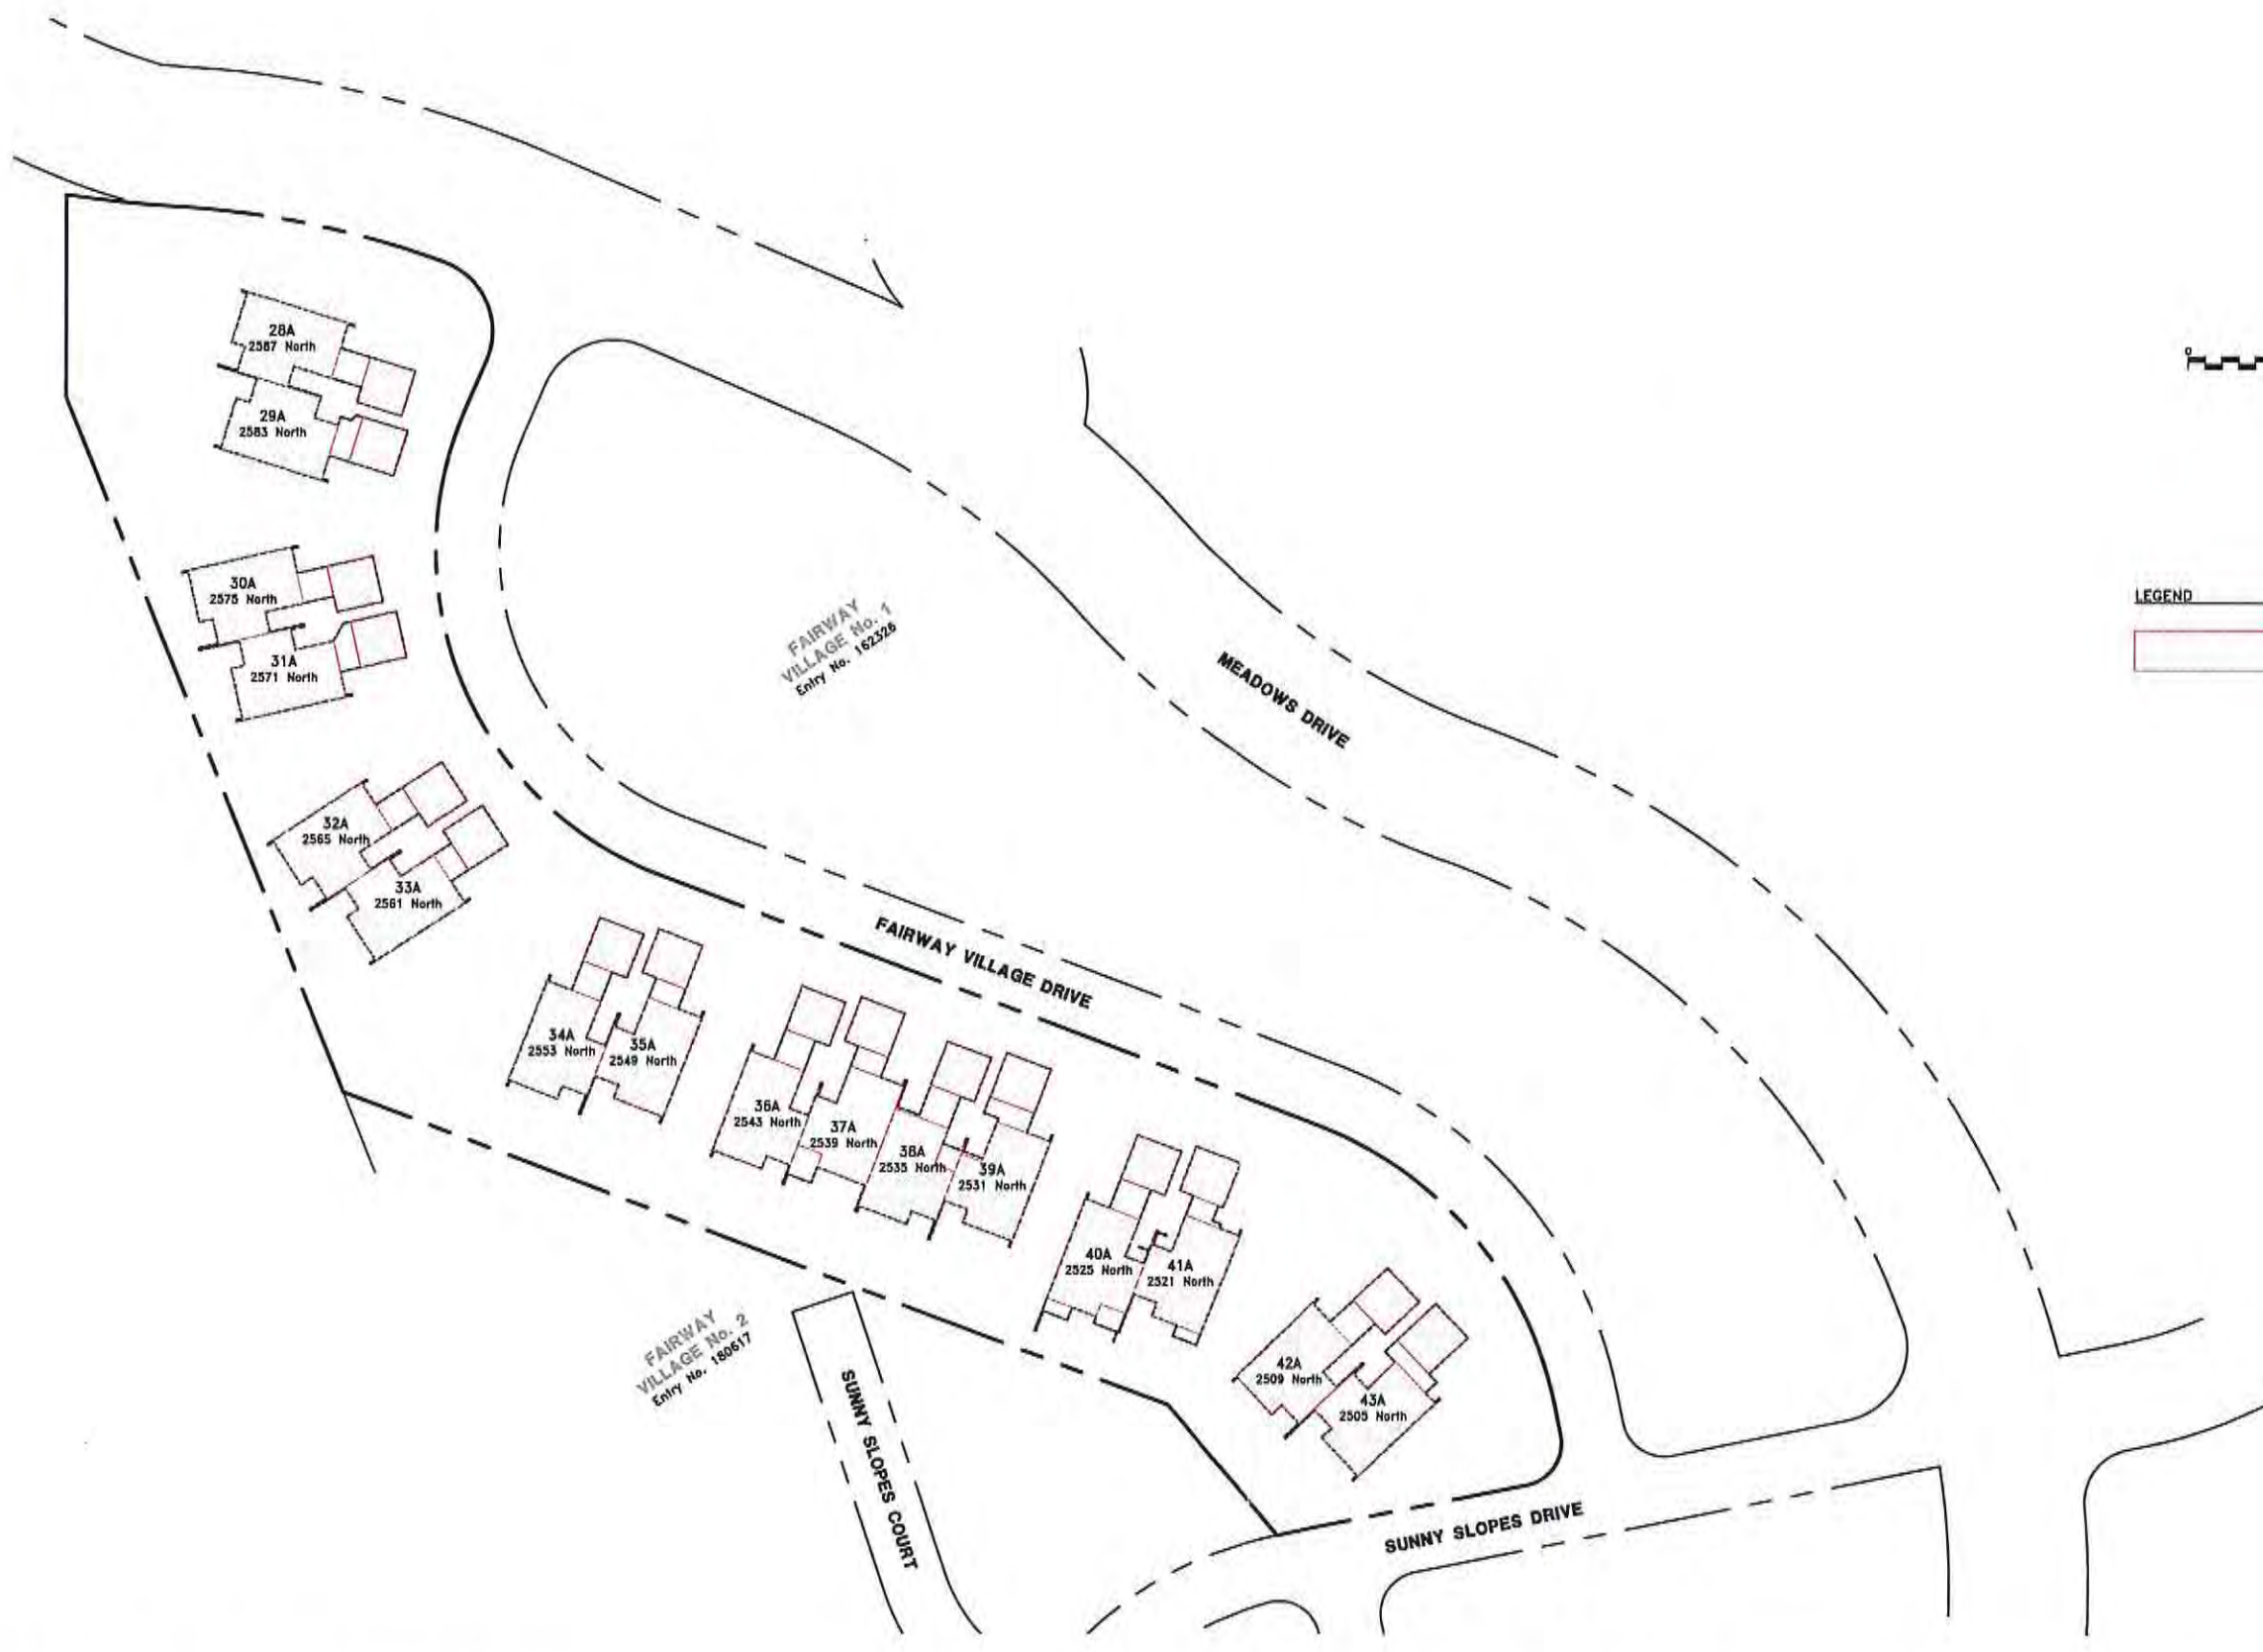 28A
2587 North
29A
2583 North
0
30A
2575 North
31A
2571 North
FAIRWAY
VILLAGE No. 1
Entry No. 162326
LEGEND
MEADOWS DRIVE
32A
2565 North
33A
2561 North
FAIRWAY VILLAGE DRIVE
34A
2553 North
35A
2549 North
36A
2543 North
37A
2539 North
38A
2535 North
39A
2531 North
40A
2525 North
41A
2521 North
FAIRWAY
VILLAGE No. 2
Entry No. 180617
42A
2509 North
43A
2505 North
SUNNY SLOPES COURT
SUNNY SLOPES DRIVE